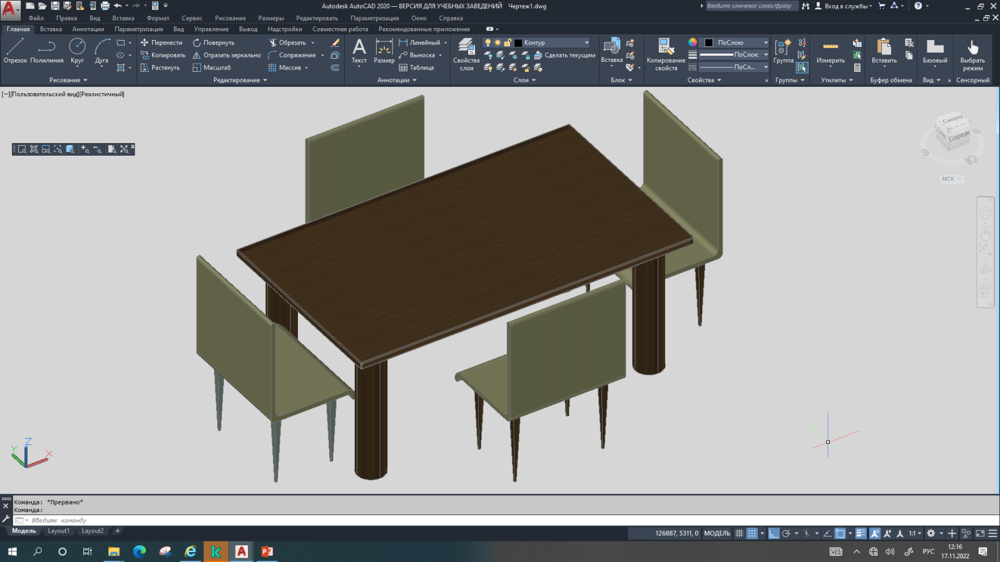 Autodesk AutoCAD 2020 — ВЕРСИЯ ДЛЯ УЧЕБНЫХ ЗАВЕДЕНИЙ Чертеж1.dwg
Введите ключевое слово/фразу
Вход в службы
Файл Правка Вид Вставка Формат Сервис Рисование Размеры Редактировать Параметризация Окно Справка
Главная Вставка Аннотации Параметризация Вид Управление Вывод Надстройки Совместная работа Рекомендованные приложения
Отрезок Полилиния Круг Дуга
Рисование
Перенести Повернуть Обрезать
Копировать Отразить зеркально Сопряжение
Растянуть Масштаб Массив
Редактирование
Текст Размер
Линейный
Выноска
Таблица
Аннотации
Свойства слоя
Контур
Сделать текущим
Слои
Вставка
Блок
Копирование свойств
ПоСлою
ПоСлою
ПоСл...
Свойства
Группа
Группы
Измерить
Утилиты
Вставить
Буфер обмена
Базовый
Вид
Выбрать режим
Сенсорный
[−][Пользовательский вид][Реалистичный]
Сверху
Спереди
З
Ю
МСК
Z
Y
X
Команда: *Прервано*
Команда:
Введите команду
Модель Layout1 Layout2 +
126887, 5311, 0 МОДЕЛЬ 1:1
РУС
12:16
17.11.2022